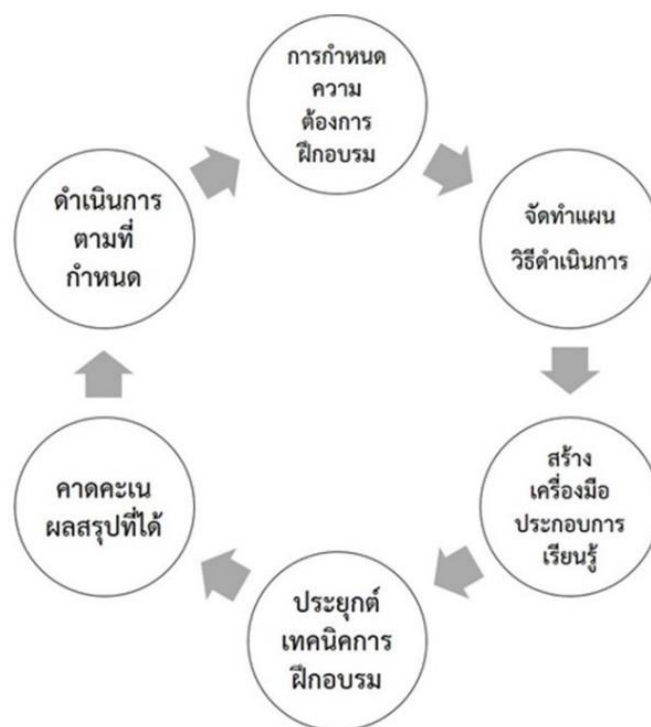 การกำหนด
ความ
ต้องการ
ฝึกอบรม
จัดทำแผน
วิธีดำเนินการ
สร้าง
เครื่องมือ
ประกอบการ
เรียนรู้
ประยุกต์
เทคนิคการ
ฝึกอบรม
คาดคะเน
ผลสรุปที่ได้
ดำเนินการ
ตามที่
กำหนด